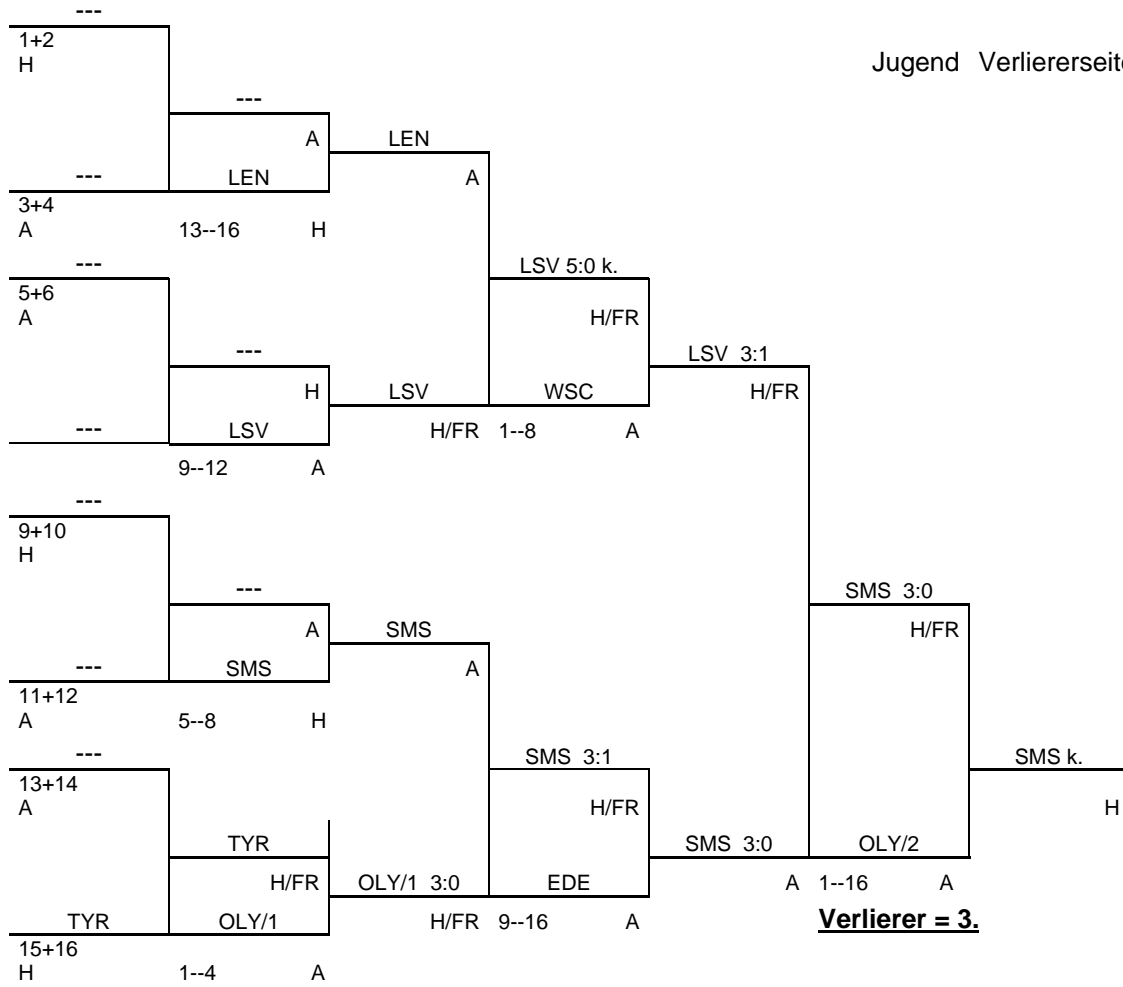 ---
1+2
H
Jugend Verliererseite
---
A LEN
--- LEN A
3+4
A 13--16 H
---
5+6
A
LSV 5:0 k.
H/FR
--- LSV 3:1
H LSV WSC H/FR
--- LSV H/FR 1--8 A
9--12 A
---
9+10
H
--- SMS 3:0
A SMS H/FR
--- SMS A
11+12
A 5--8 H
---
13+14
A
SMS 3:1 SMS k.
H/FR H
TYR SMS 3:0 OLY/2
H/FR OLY/1 3:0 EDE A 1--16 A
TYR OLY/1 H/FR 9--16 A Verlierer = 3.
15+16
H 1--4 A